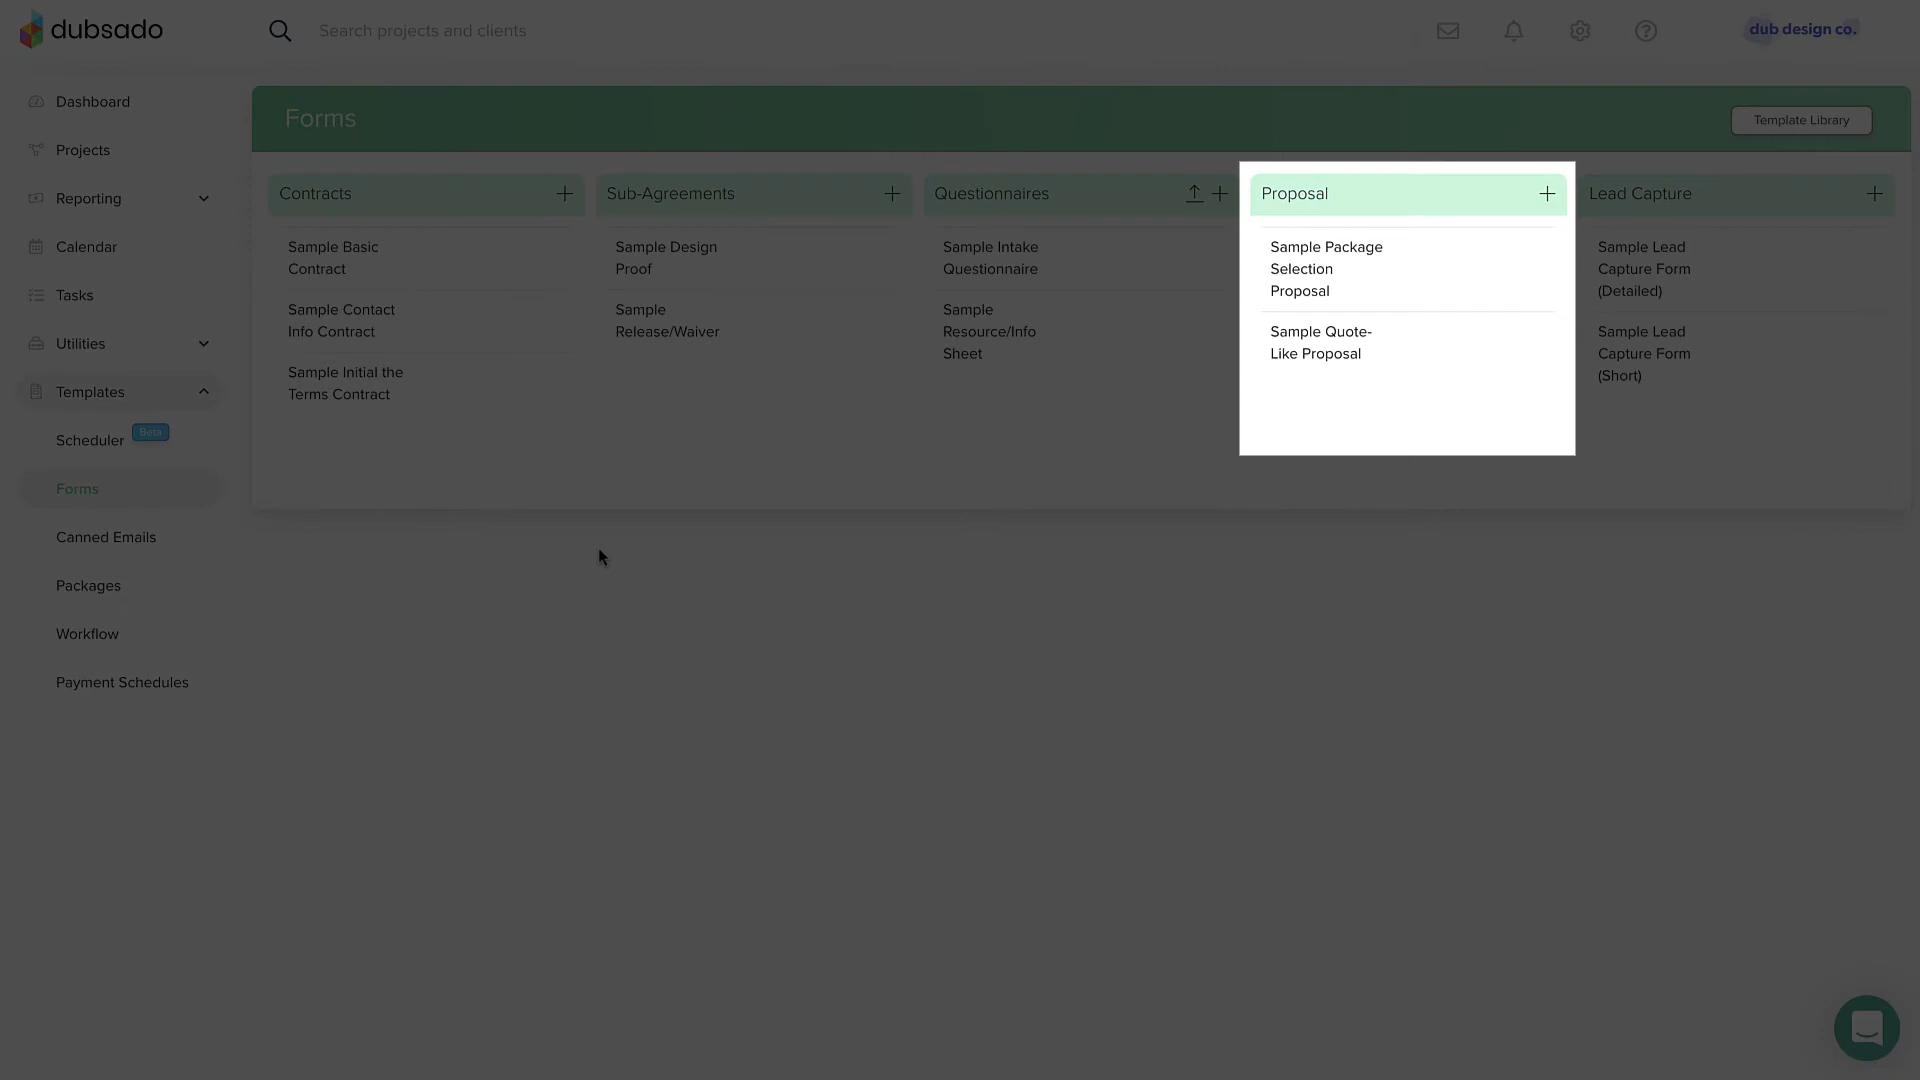 dubsado
Search projects and clients
dub design co.
Dashboard
Projects
Reporting
Calendar
Tasks
Utilities
Templates
Scheduler
Beta
Forms
Canned Emails
Packages
Workflow
Payment Schedules
Forms
Template Library
Contracts
Sample Basic
Contract
Sample Contact
Info Contract
Sample Initial the
Terms Contract
Sub-Agreements
Sample Design
Proof
Sample
Release/Waiver
Questionnaires
Sample Intake
Questionnaire
Sample
Resource/Info
Sheet
Proposal
Sample Package
Selection
Proposal
Sample Quote-
Like Proposal
Lead Capture
Sample Lead
Capture Form
(Detailed)
Sample Lead
Capture Form
(Short)